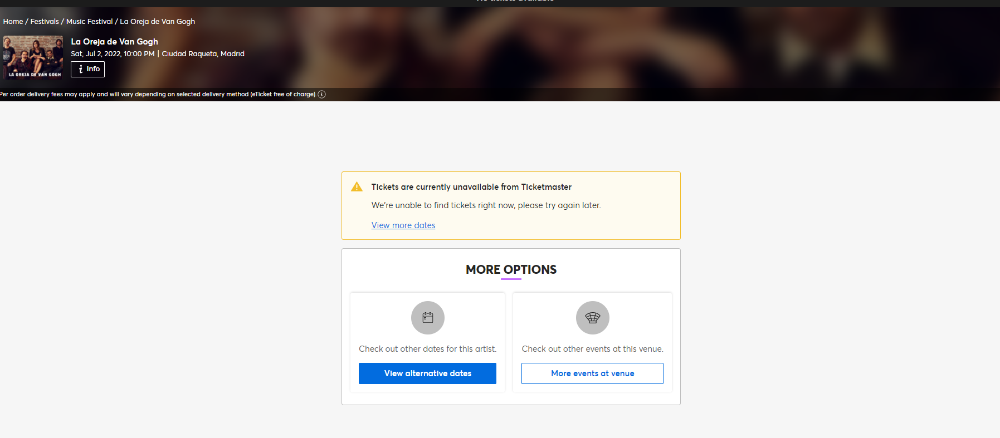 No tickets available
Home / Festivals / Music Festival / La Oreja de Van Gogh
LA OREJA DE VAN GOGH
La Oreja de Van Gogh
Sat, Jul 2, 2022, 10:00 PM | Ciudad Raqueta, Madrid
i Info
Per order delivery fees may apply and will vary depending on selected delivery method (eTicket free of charge).
Tickets are currently unavailable from Ticketmaster
We're unable to find tickets right now, please try again later.
View more dates
MORE OPTIONS
Check out other dates for this artist.
View alternative dates
Check out other events at this venue.
More events at venue